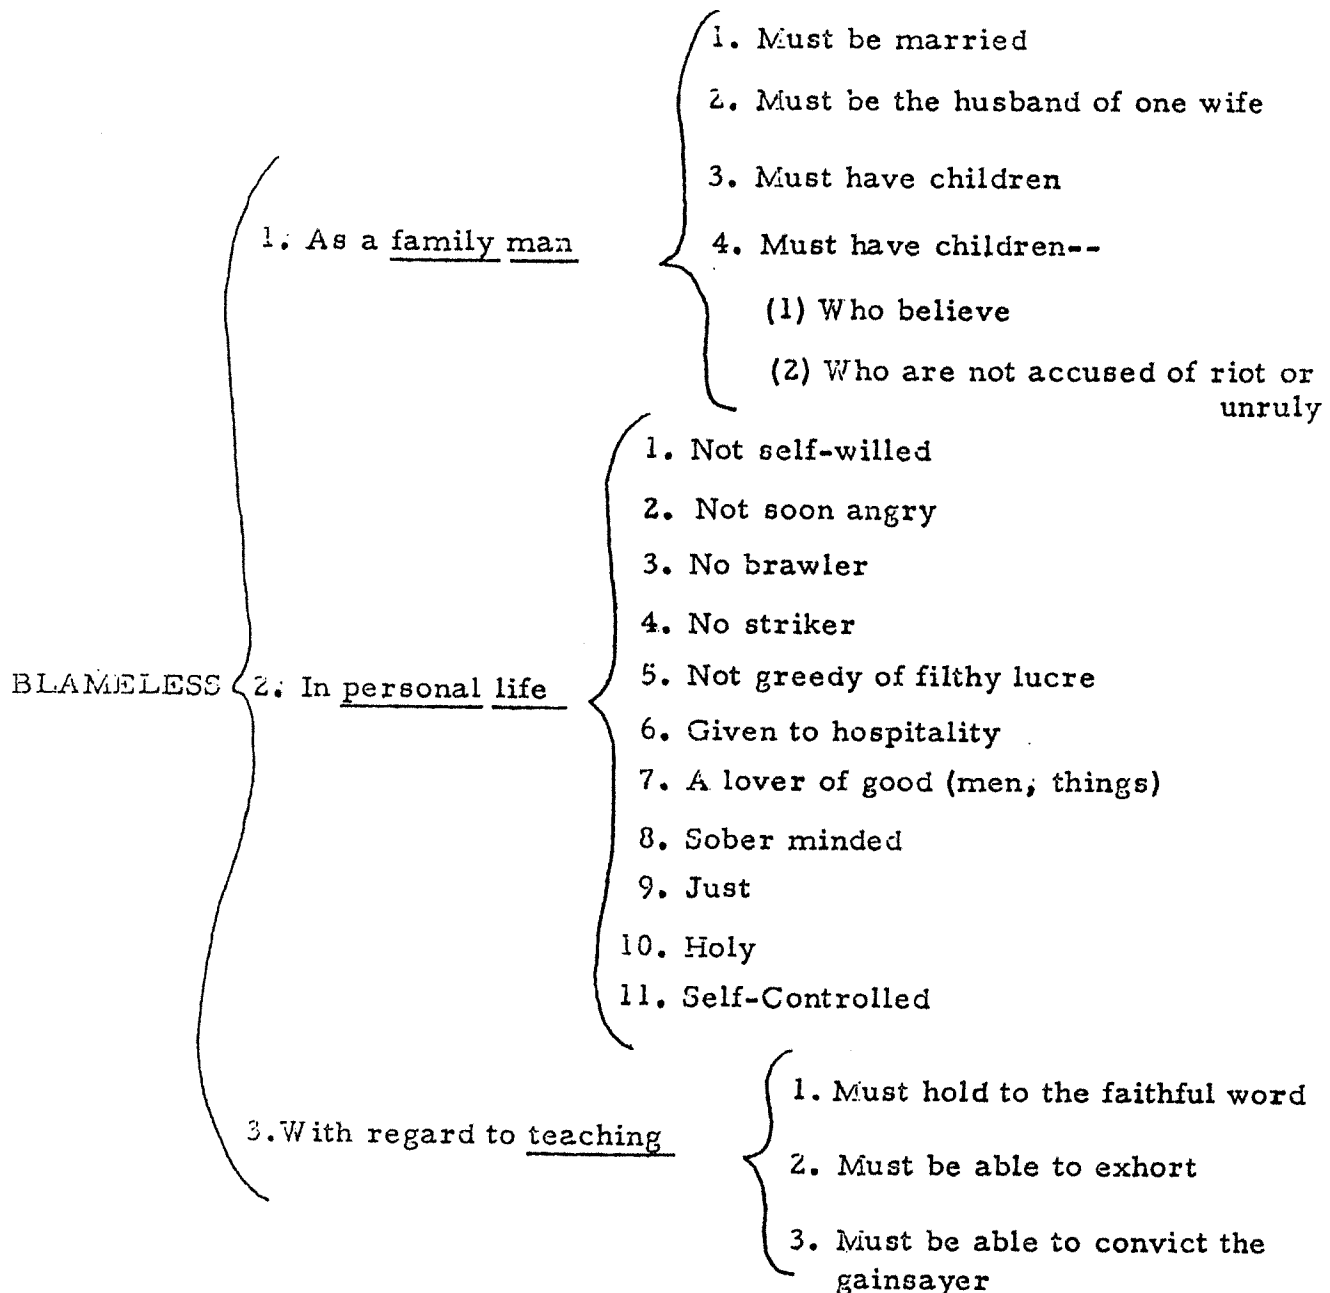 BLAMELESS
1. As a family man
1. Must be married
2. Must be the husband of one wife
3. Must have children
4. Must have children--
(1) Who believe
(2) Who are not accused of riot or
unruly
2. In personal life
1. Not self-willed
2. Not soon angry
3. No brawler
4. No striker
5. Not greedy of filthy lucre
6. Given to hospitality
7. A lover of good (men, things)
8. Sober minded
9. Just
10. Holy
11. Self-Controlled
3. With regard to teaching
1. Must hold to the faithful word
2. Must be able to exhort
3. Must be able to convict the
gainsayer